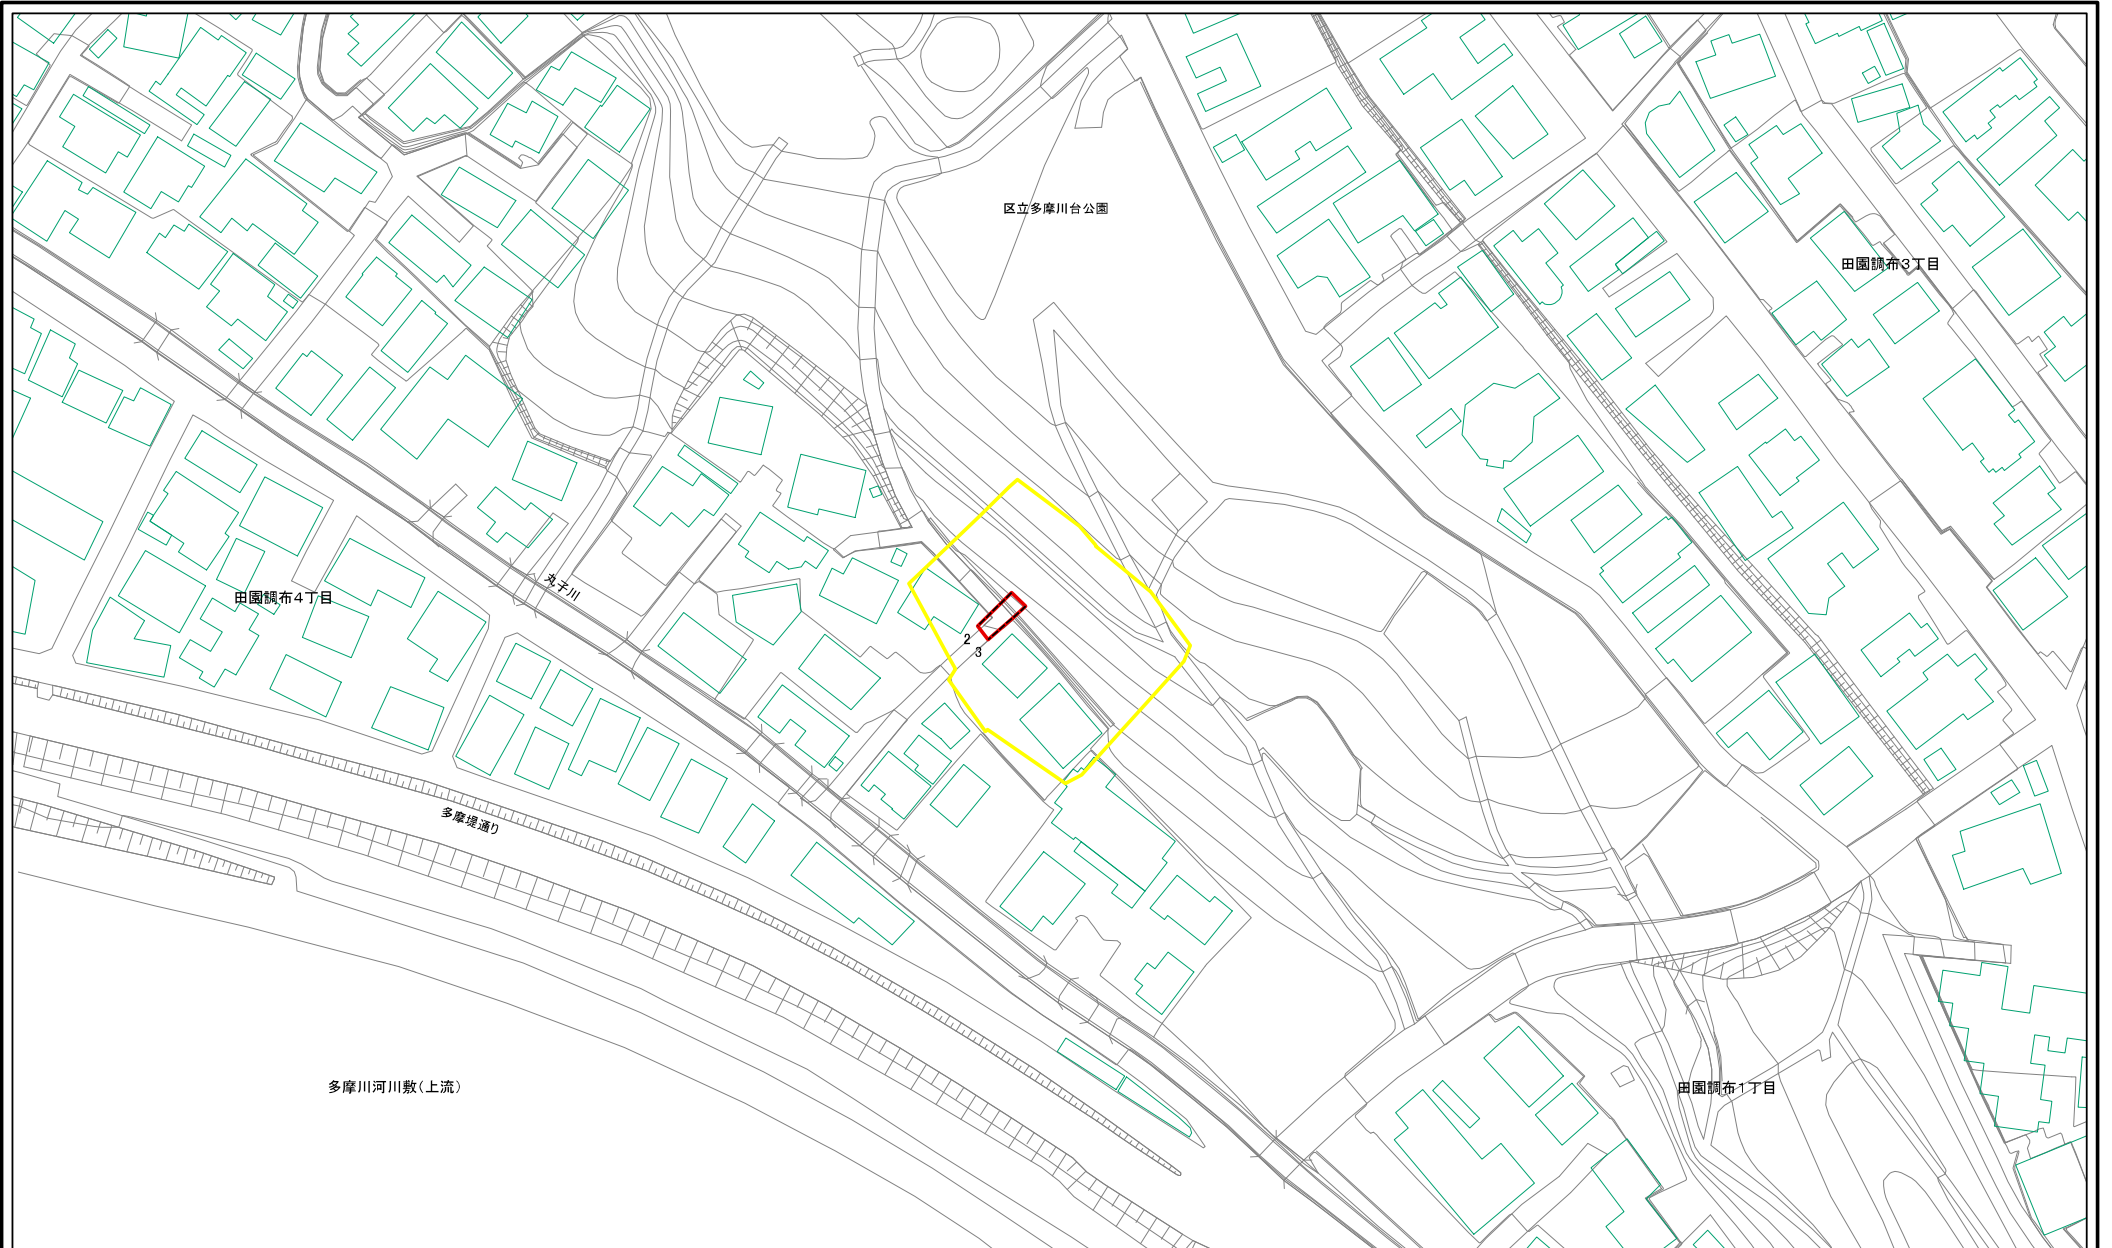 区立多摩川台公園
田園調布3丁目
丸子川
田園調布4丁目
2
3
多摩堤通り
多摩川河川敷(上流)
田園調布1丁目